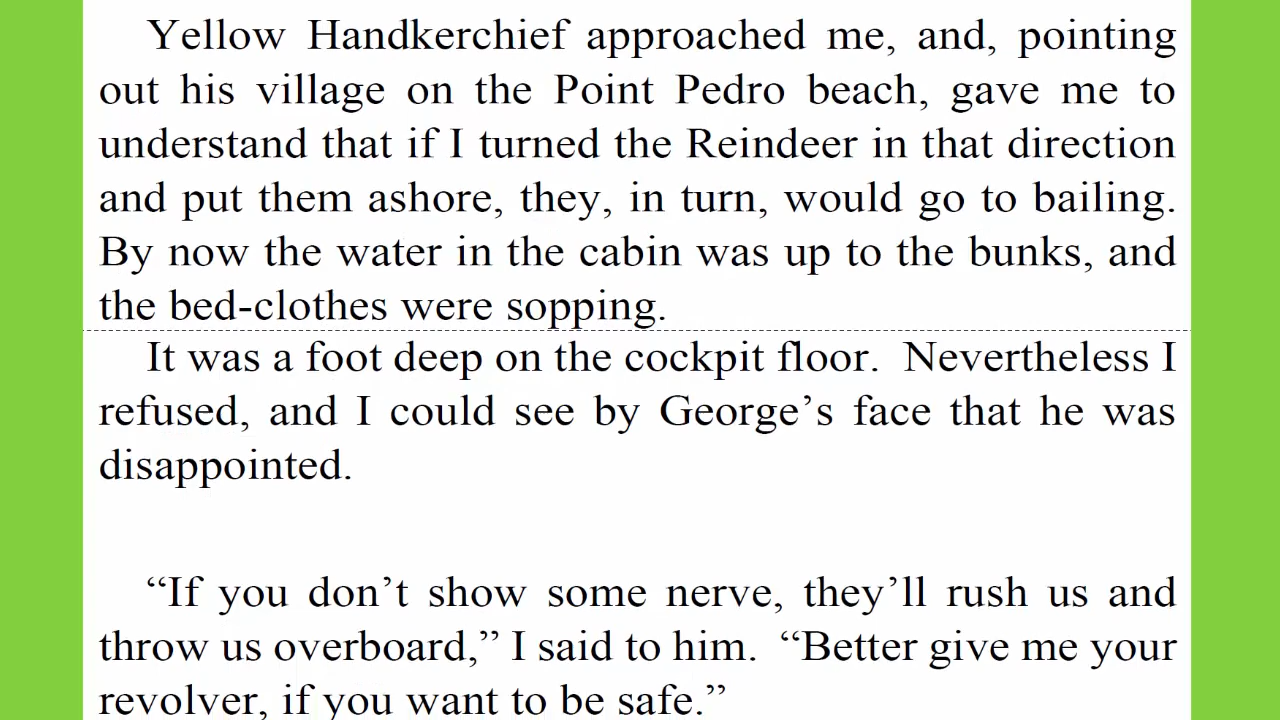 Yellow Handkerchief approached me, and, pointing
out his village on the Point Pedro beach, gave me to
understand that if I turned the Reindeer in that direction
and put them ashore, they, in turn, would go to bailing.
By now the water in the cabin was up to the bunks, and
the bed-clothes were sopping.
It was a foot deep on the cockpit floor.  Nevertheless I
refused, and I could see by George’s face that he was
disappointed.
“If you don’t show some nerve, they’ll rush us and
throw us overboard,” I said to him.  “Better give me your
revolver, if you want to be safe.”